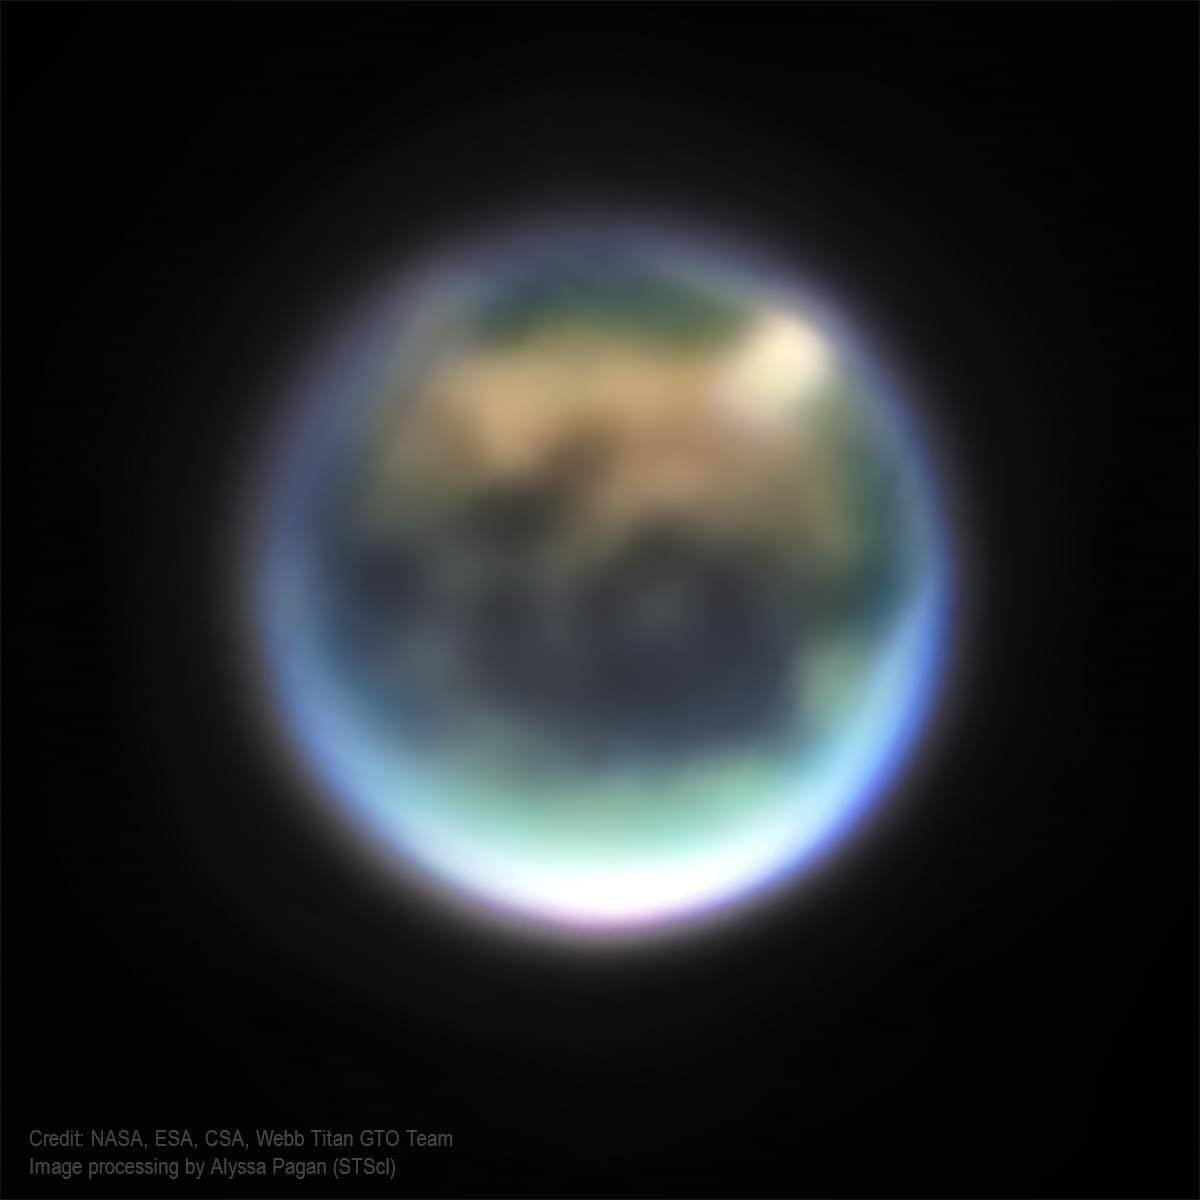 Credit: NASA, ESA, CSA, Webb Titan GTO Team
Image processing by Alyssa Pagan (STScI)